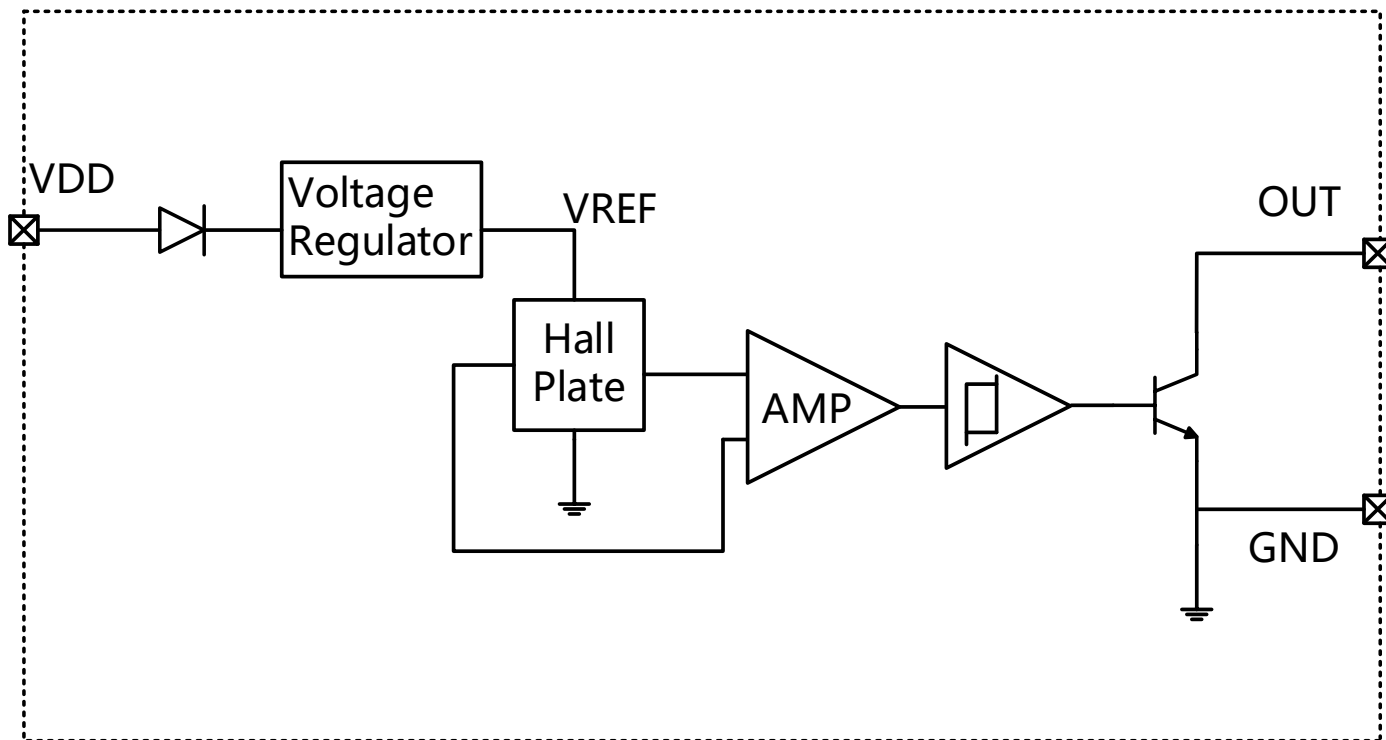 VDD
Voltage
Regulator
VREF
OUT
Hall
Plate
AMP
GND